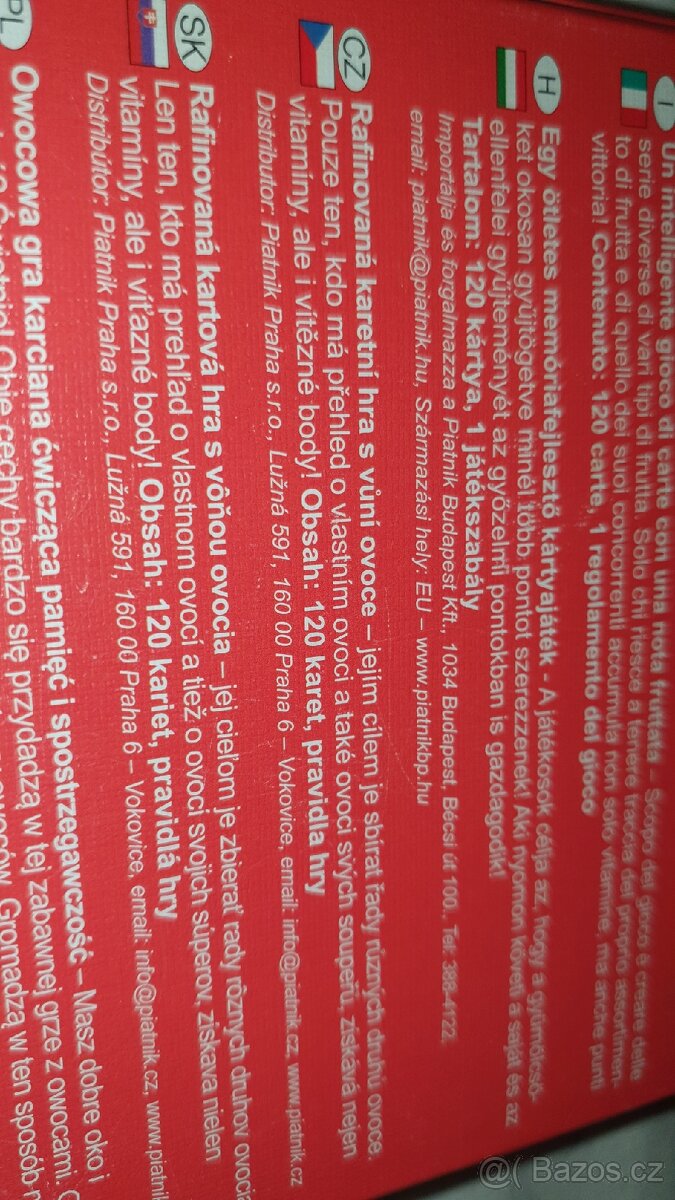 I
Un intelligente gioco di carte con una nota fruttata – Scopo del gioco è creare delle
serie diverse di vari tipi di frutta. Solo chi riesce a tenere traccia del proprio assortimen-
to di frutta e di quello dei suoi concorrenti accumula non solo vitamine, ma anche punti
vittoria! Contenuto: 120 carte, 1 regolamento del gioco
H
Egy ötletes memóriafejlesztő kártyajáték - A játékosok célja az, hogy a gyümölcsö-
ket okosan gyűjtögetve minél több pontot szerezzenek! Aki nyomon követi a saját és az
ellenfelei gyűjteményét az győzelmi pontokban is gazdagodik!
Tartalom: 120 kártya, 1 játékszabály
Importálja és forgalmazza a Piatnik Budapest Kft., 1034 Budapest, Bécsi út 100., Tel: 388-4122,
email: piatnik@piatnik.hu, Származási hely: EU – www.piatnikbp.hu
CZ
Rafinovaná karetní hra s vůní ovoce – jejím cílem je sbírat řady různých druhů ovoce.
Pouze ten, kdo má přehled o vlastním ovoci a také ovoci svých soupeřů, získává nejen
vitamíny, ale i vítězné body! Obsah: 120 karet, pravidla hry
Distributor: Piatnik Praha s.r.o., Lužná 591, 160 00 Praha 6 – Vokovice, email: info@piatnik.cz, www.piatnik.cz
SK
Rafinovaná kartová hra s vôňou ovocia – jej cieľom je zbierať rady rôznych druhov ovocia
Len ten, kto má prehľad o vlastnom ovocí a tiež o ovocí svojich súperov, získava nielen
vitamíny, ale i víťazné body! Obsah: 120 kariet, pravidlá hry
Distribútor: Piatnik Praha s.r.o., Lužná 591, 160 00 Praha 6 – Vokovice, email: info@piatnik.cz, www.piatnik
PL
Owocowa gra karciana ćwicząca pamięć i spostrzegawczość – Masz dobre oko i
Obie cechy bardzo się przydadzą w tej zabawnej grze z owocami.
Gromadzą w ten sposób
@ Bazos.cz